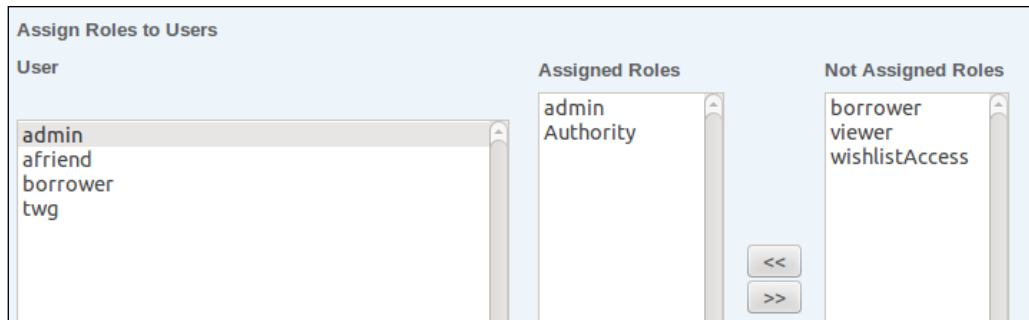 Assign Roles to Users
User
admin
afriend
borrower
twg
Assigned Roles
admin
Authority
<<
>>
Not Assigned Roles
borrower
viewer
wishlistAccess